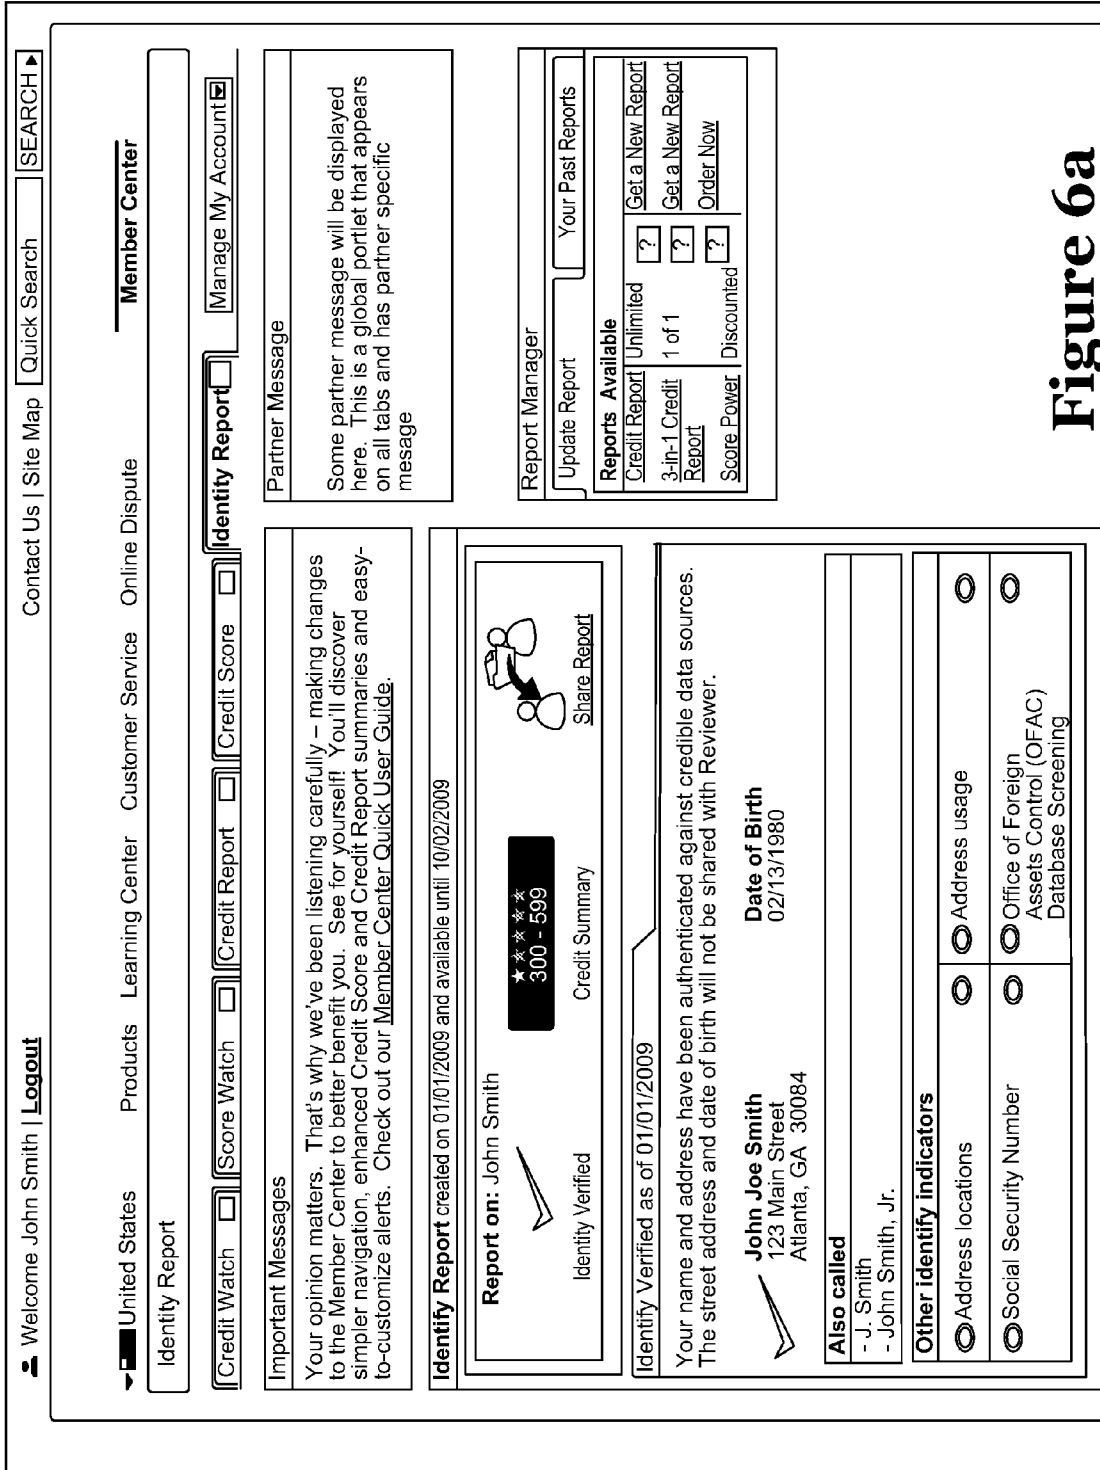 Welcome John Smith | Logout
Contact Us | Site Map
Quick Search
SEARCH
United States
Products
Learning Center
Customer Service
Online Dispute
Member Center
Identity Report
Credit Watch
Score Watch
Credit Report
Credit Score
Identity Report
Manage My Account
Important Messages
Your opinion matters. That's why we've been listening carefully – making changes
to the Member Center to better benefit you. See for yourself! You'll discover
simpler navigation, enhanced Credit Score and Credit Report summaries and easy-
to-customize alerts. Check out our Member Center Quick User Guide.
Partner Message
Some partner message will be displayed
here. This is a global portlet that appears
on all tabs and has partner specific
mesage
Identify Report created on 01/01/2009 and available until 10/02/2009
Report on: John Smith
300 - 599
Identity Verified
Credit Summary
Share Report
Report Manager
Update Report
Your Past Reports
Reports Available
Credit Report Unlimited ? Get a New Report
3-in-1 Credit 1 of 1 ? Get a New Report
Report
Score Power Discounted ? Order Now
Identify Verified as of 01/01/2009
Your name and address have been authenticated against credible data sources.
The street address and date of birth will not be shared with Reviewer.
John Joe Smith
123 Main Street
Atlanta, GA 30084
Date of Birth
02/13/1980
Also called
- J. Smith
- John Smith, Jr.
Other identify indicators
Address locations
Address usage
Social Security Number
Office of Foreign
Assets Control (OFAC)
Database Screening
Figure 6a